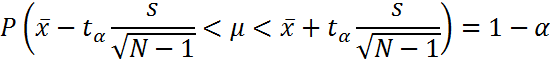 P(x̄ − t_α s/√(N − 1) < μ < x̄ + t_α s/√(N − 1)) = 1 − α